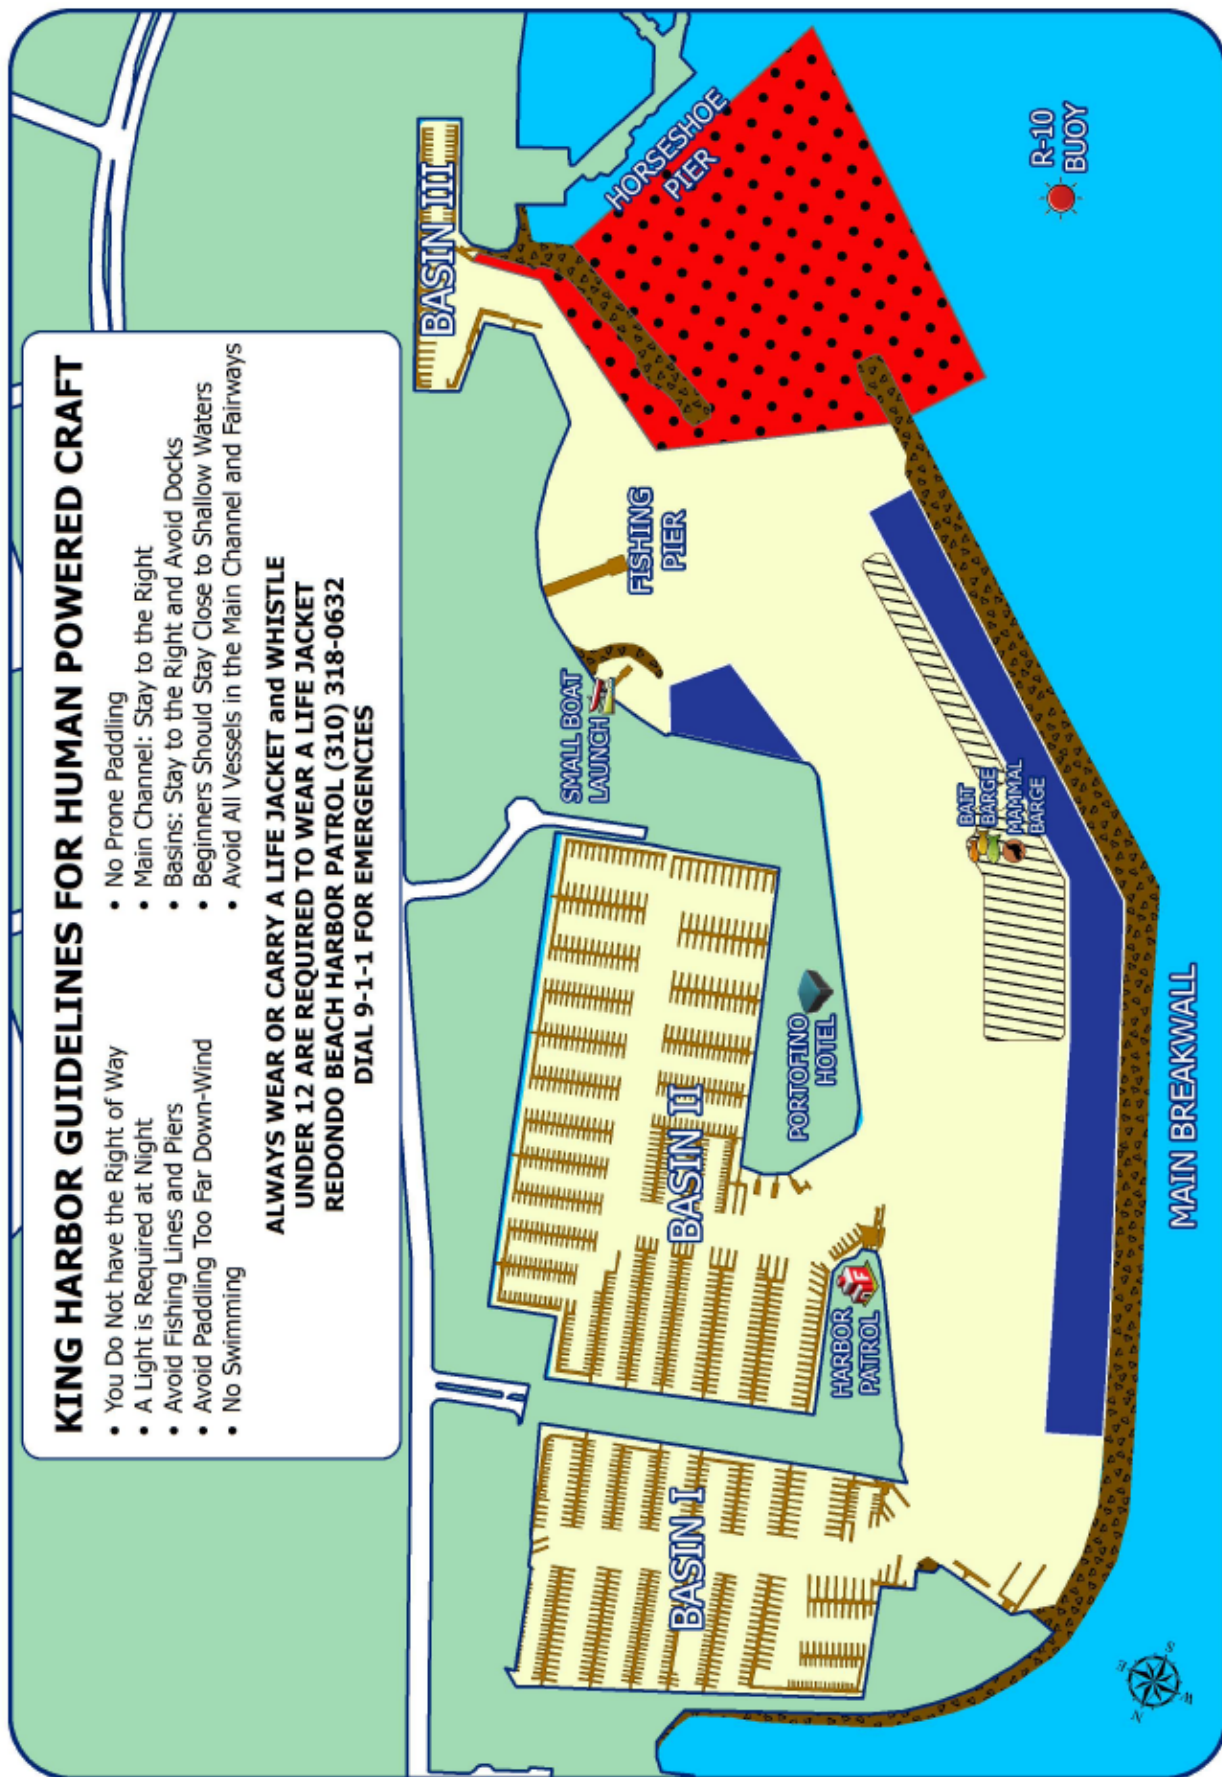 KING HARBOR GUIDELINES FOR HUMAN POWERED CRAFT
• You Do Not have the Right of Way
• A Light is Required at Night
• Avoid Fishing Lines and Piers
• Avoid Paddling Too Far Down-Wind
• No Swimming
• No Prone Paddling
• Main Channel: Stay to the Right
• Basins: Stay to the Right and Avoid Docks
• Beginners Should Stay Close to Shallow Waters
• Avoid All Vessels in the Main Channel and Fairways
ALWAYS WEAR OR CARRY A LIFE JACKET and WHISTLE
UNDER 12 ARE REQUIRED TO WEAR A LIFE JACKET
REDONDO BEACH HARBOR PATROL (310) 318-0632
DIAL 9-1-1 FOR EMERGENCIES
BASIN I
BASIN II
BASIN III
HARBOR
PATROL
F
PORTOFINO
HOTEL
SMALL BOAT
LAUNCH
FISHING
PIER
HORSESHOE
PIER
BAIT
BARGE
MAMMAL
BARGE
R-10
BUOY
MAIN BREAKWALL
N
E
S
W